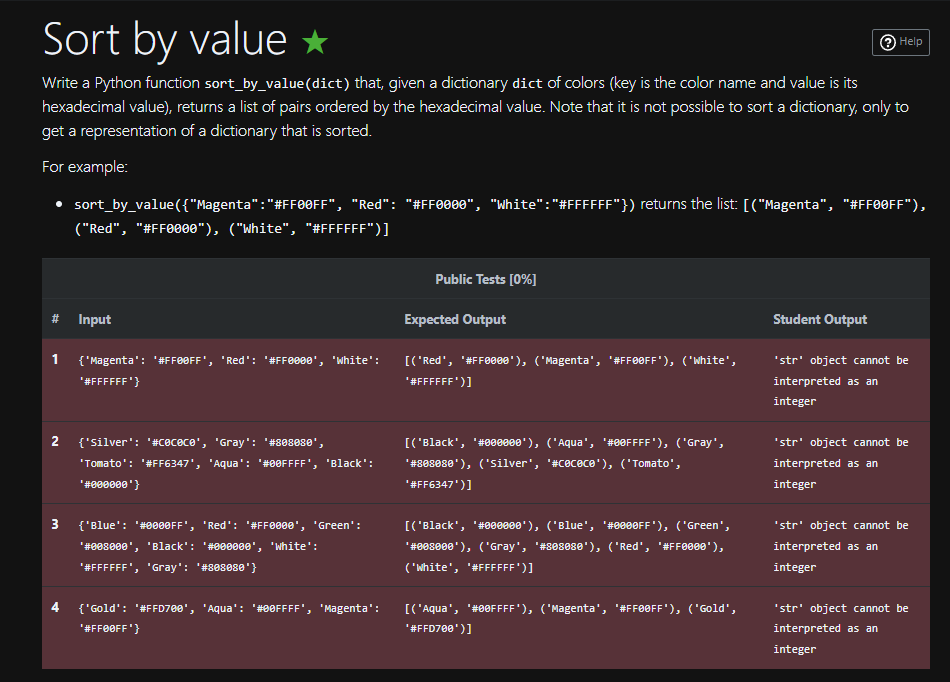 Sort by value
Help
Write a Python function sort_by_value(dict) that, given a dictionary dict of colors (key is the color name and value is its
hexadecimal value), returns a list of pairs ordered by the hexadecimal value. Note that it is not possible to sort a dictionary, only to
get a representation of a dictionary that is sorted.
For example:
• sort_by_value({"Magenta":"#FF00FF", "Red": "#FF0000", "White":"#FFFFFF"}) returns the list: [("Magenta", "#FF00FF"),
("Red", "#FF0000"), ("White", "#FFFFFF")]
Public Tests [0%]
# Input Expected Output Student Output
1 {'Magenta': '#FF00FF', 'Red': '#FF0000', 'White': [('Red', '#FF0000'), ('Magenta', '#FF00FF'), ('White', 'str' object cannot be
'#FFFFFF'} '#FFFFFF')] interpreted as an
integer
2 {'Silver': '#C0C0C0', 'Gray': '#808080', [('Black', '#000000'), ('Aqua', '#00FFFF'), ('Gray', 'str' object cannot be
'Tomato': '#FF6347', 'Aqua': '#00FFFF', 'Black': '#808080'), ('Silver', '#C0C0C0'), ('Tomato', interpreted as an
'#000000'} '#FF6347')] integer
3 {'Blue': '#0000FF', 'Red': '#FF0000', 'Green': [('Black', '#000000'), ('Blue', '#0000FF'), ('Green', 'str' object cannot be
'#008000', 'Black': '#000000', 'White': '#008000'), ('Gray', '#808080'), ('Red', '#FF0000'), interpreted as an
'#FFFFFF', 'Gray': '#808080'} ('White', '#FFFFFF')] integer
4 {'Gold': '#FFD700', 'Aqua': '#00FFFF', 'Magenta': [('Aqua', '#00FFFF'), ('Magenta', '#FF00FF'), ('Gold', 'str' object cannot be
'#FF00FF'} '#FFD700')] interpreted as an
integer